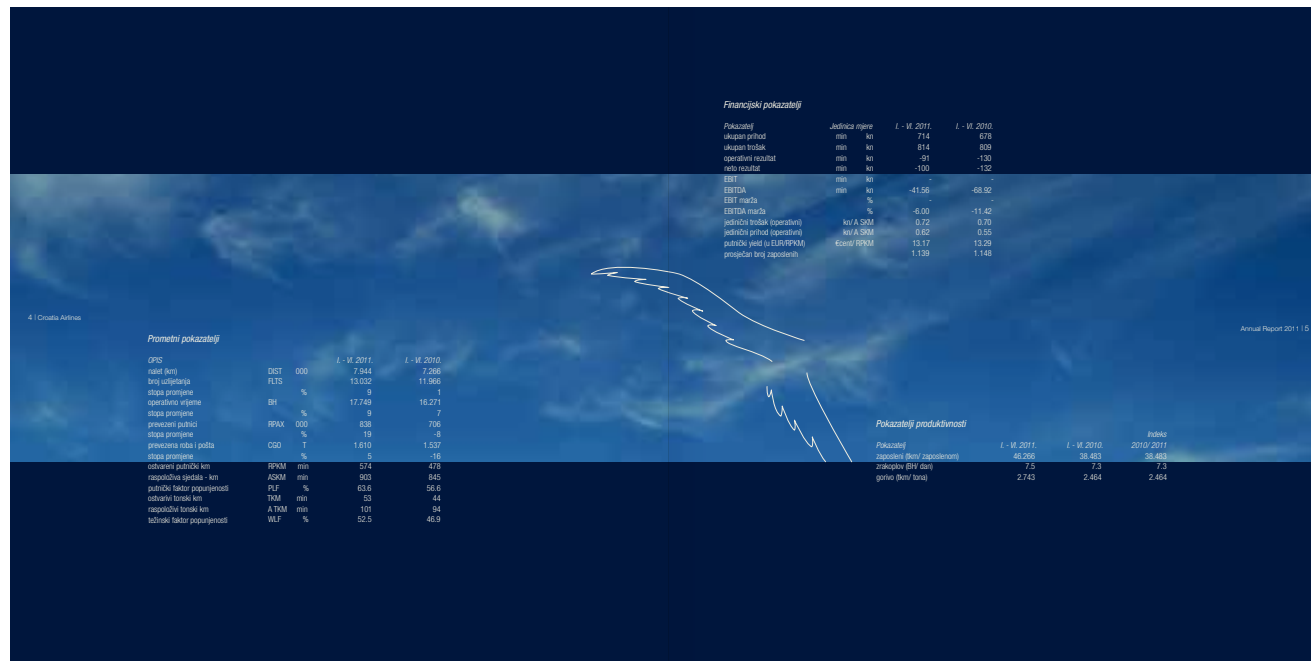 4 | Croatia Airlines
Prometni pokazatelji
OPIS I. - VI. 2011. I. - VI. 2010.
nalet (km) DIST 000 7.944 7.266
broj uzlijetanja FLTS 13.032 11.966
stopa promjene % 9 1
operativno vrijeme BH 17.749 16.271
stopa promjene % 9 7
prevezeni putnici RPAX 000 838 706
stopa promjene % 19 -8
prevezena roba i pošta CGO T 1.610 1.537
stopa promjene % 5 -16
ostvareni putnički km RPKM min 574 478
raspoloživa sjedala - km ASKM min 903 845
putnički faktor popunjenosti PLF % 63.6 56.6
ostvarivi tonski km TKM min 53 44
raspoloživi tonski km A TKM min 101 94
težinski faktor popunjenosti WLF % 52.5 46.9
Financijski pokazatelji
Pokazatelj Jedinica mjere I. - VI. 2011. I. - VI. 2010.
ukupan prihod min kn 714 678
ukupan trošak min kn 814 809
operativni rezultat min kn -91 -130
neto rezultat min kn -100 -132
EBIT min kn - -
EBITDA min kn -41.56 -68.92
EBIT marža % - -
EBITDA marža % -6.00 -11.42
jedinični trošak (operativni) kn/ A SKM 0.72 0.70
jedinični prihod (operativni) kn/ A SKM 0.62 0.55
putnički yield (u EUR/RPKM) €cent/ RPKM 13.17 13.29
prosječan broj zaposlenih 1.139 1.148
Annual Report 2011 | 5
Pokazatelji produktivnosti
Indeks
Pokazatelj I. - VI. 2011. I. - VI. 2010. 2010/ 2011
zaposleni (tkm/ zaposlenom) 46.266 38.483 38.483
zrakoplov (BH/ dan) 7.5 7.3 7.3
gorivo (tkm/ tona) 2.743 2.464 2.464